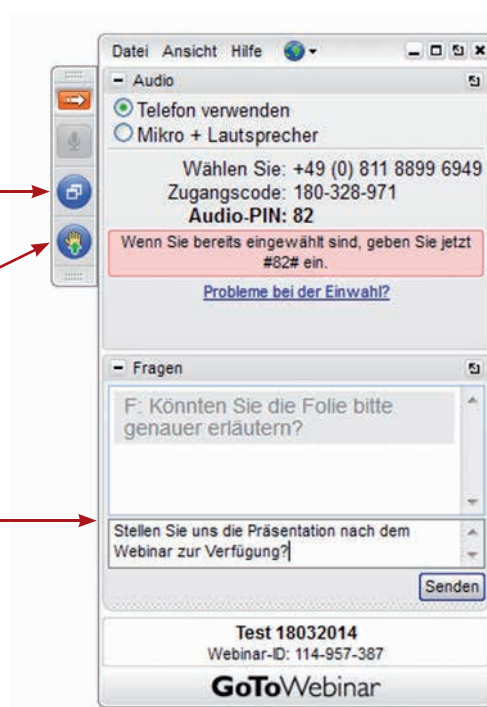 Datei Ansicht Hilfe
Audio
Telefon verwenden
Mikro + Lautsprecher
Wählen Sie: +49 (0) 811 8899 6949
Zugangscode: 180-328-971
Audio-PIN: 82
Wenn Sie bereits eingewählt sind, geben Sie jetzt
#82# ein.
Probleme bei der Einwahl?
Fragen
F: Könnten Sie die Folie bitte
genauer erläutern?
Stellen Sie uns die Präsentation nach dem
Webinar zur Verfügung?
Senden
Test 18032014
Webinar-ID: 114-957-387
GoToWebinar